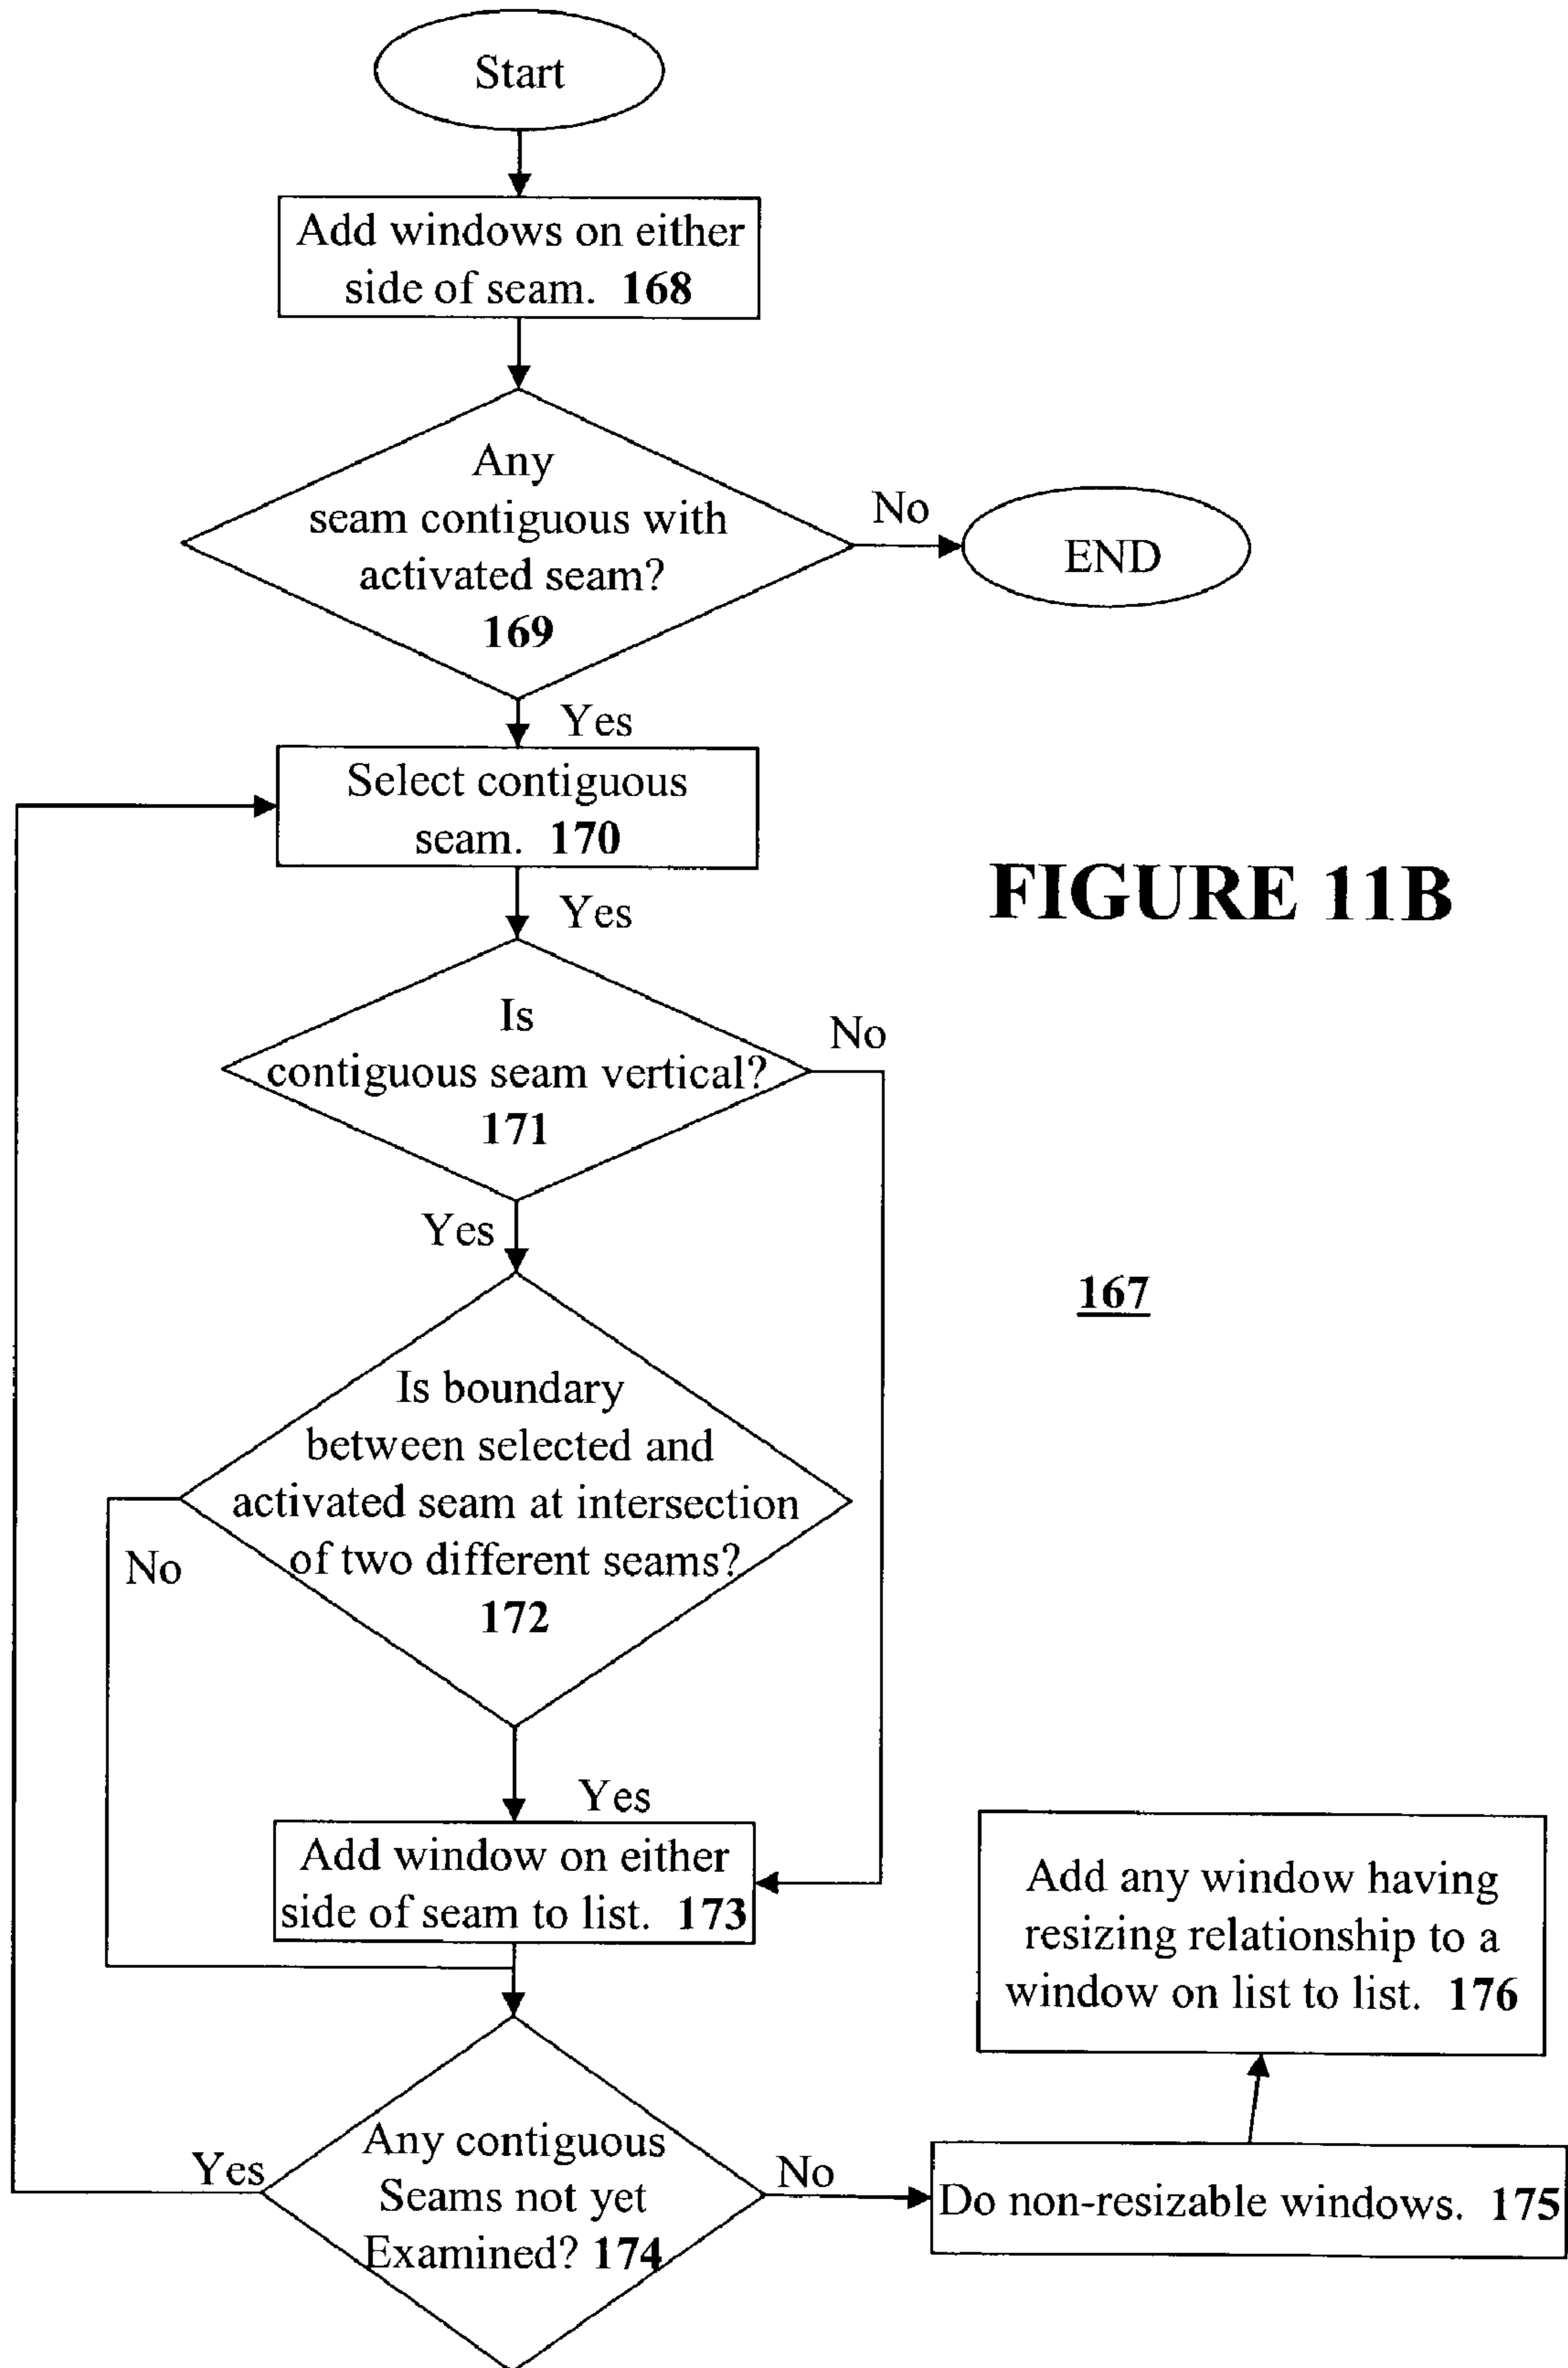 Start
Add windows on either
side of seam. 168
Any
seam contiguous with
activated seam?
169
No
END
Yes
Select contiguous
seam. 170
Yes
FIGURE 11B
Is
contiguous seam vertical?
171
No
Yes
167
Is boundary
between selected and
activated seam at intersection
of two different seams?
172
No
Yes
Add window on either
side of seam to list. 173
Add any window having
resizing relationship to a
window on list to list. 176
Any contiguous
Seams not yet
Examined? 174
Yes
No
Do non-resizable windows. 175